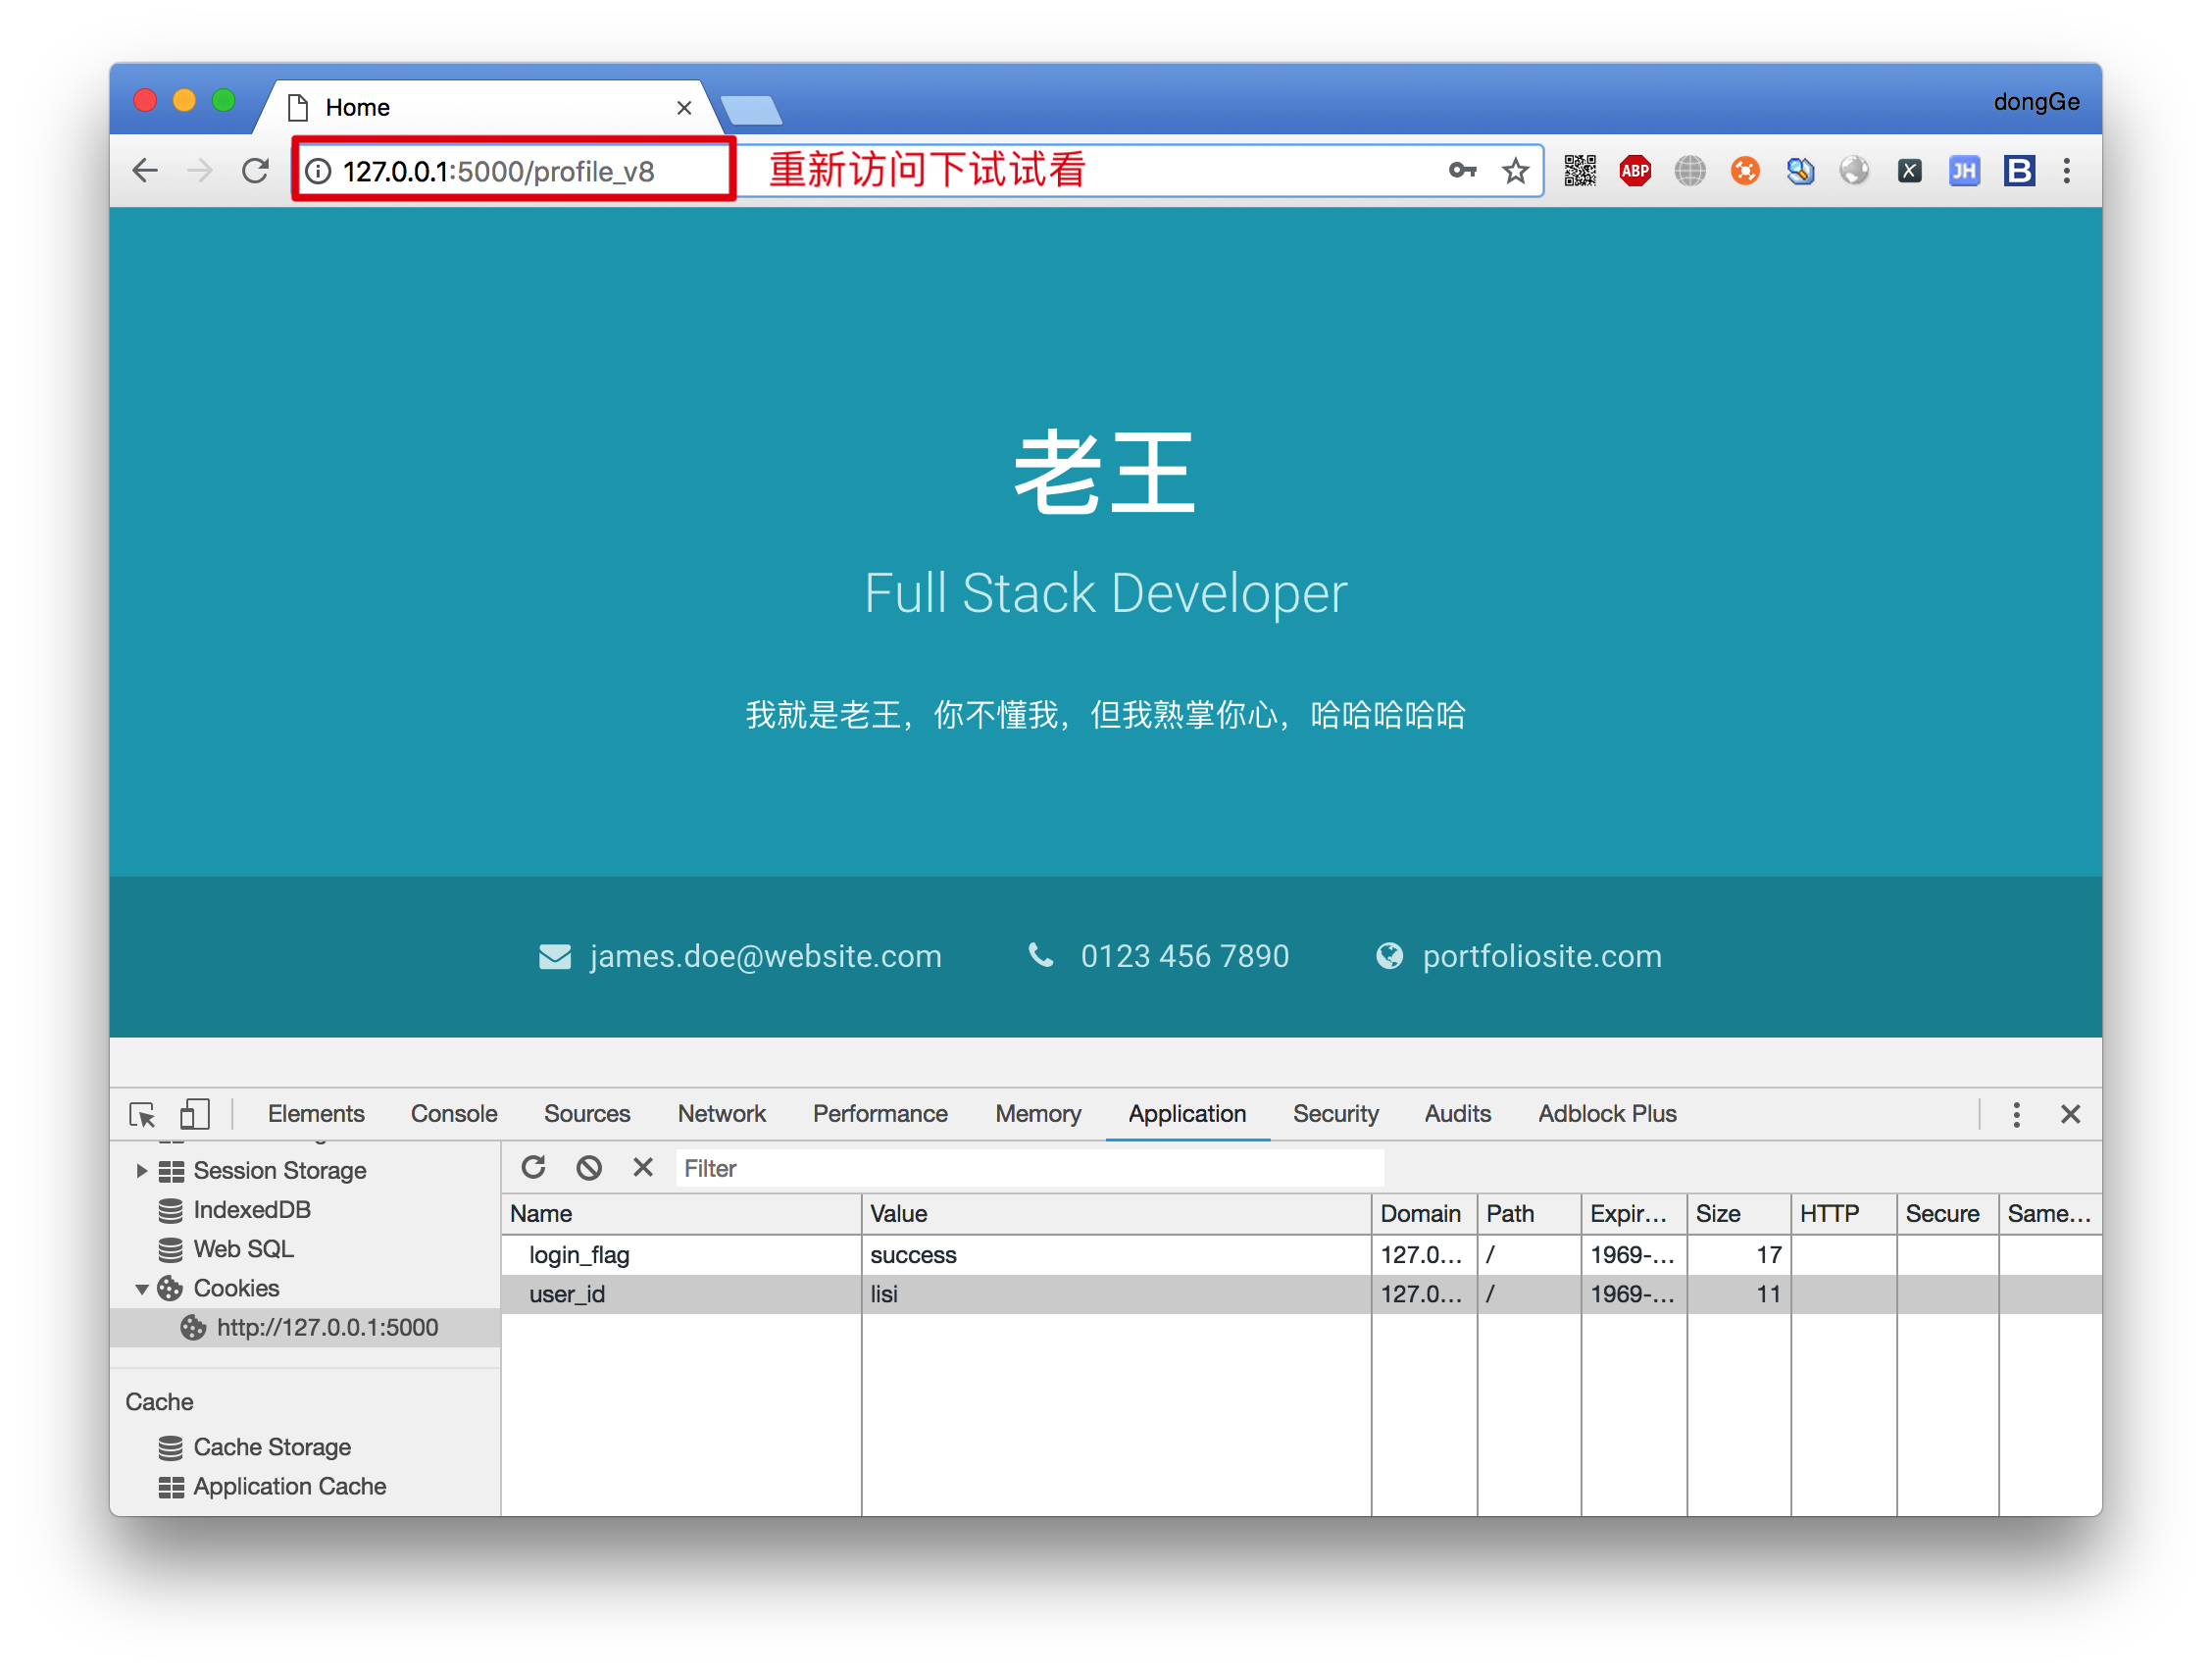 Home
dongGe
127.0.0.1:5000/profile_v8 重新访问下试试看
ABP
X
JH
B
老王
Full Stack Developer
我就是老王，你不懂我，但我熟掌你心，哈哈哈哈哈
james.doe@website.com 0123 456 7890 portfoliosite.com
Elements Console Sources Network Performance Memory Application Security Audits Adblock Plus
Session Storage
IndexedDB
Web SQL
Cookies
http://127.0.0.1:5000
Cache
Cache Storage
Application Cache
Filter
Name Value Domain Path Expir... Size HTTP Secure Same...
login_flag success 127.0... / 1969-... 17
user_id lisi 127.0... / 1969-... 11